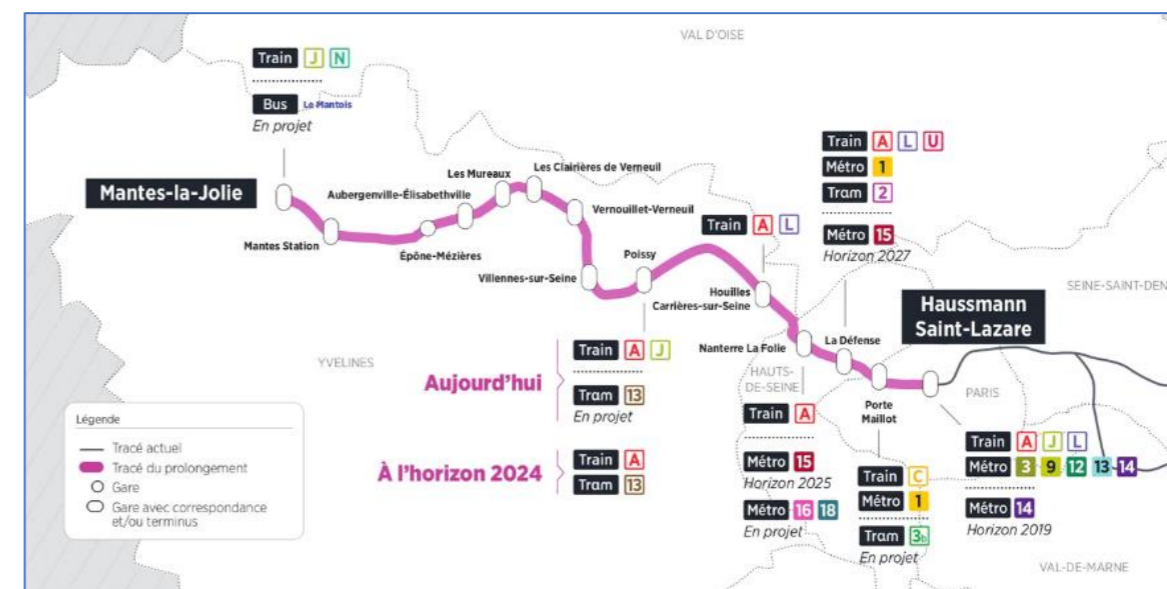 VAL D'OISE
Train J N
Bus Le Mantois
En projet
Mantes-la-Jolie
Mantes Station
Épône-Mézières
Aubergenville-Élisabethville
Les Mureaux
Les Clairières de Verneuil
Vernouillet-Verneuil
Villennes-sur-Seine
Poissy
Train A L
Houilles
Carrières-sur-Seine
Train A L U
Métro 1
Tram 2
Métro 15
Horizon 2027
SEINE-SAINT-DEN
Haussmann
Saint-Lazare
Nanterre La Folie
La Défense
Porte
Maillot
HAUTS-
DE-SEINE
PARIS
YVELINES
Aujourd'hui
Train A J
Tram 13
En projet
À l'horizon 2024
Train A
Tram 13
Train A
Métro 15
Horizon 2025
Métro 16 18
En projet
Train C
Métro 1
Tram 3b
En projet
Train A J L
Métro 3 9 12 13 14
Métro 14
Horizon 2019
VAL-DE-MARNE
Légende
Tracé actuel
Tracé du prolongement
Gare
Gare avec correspondance
et/ou terminus